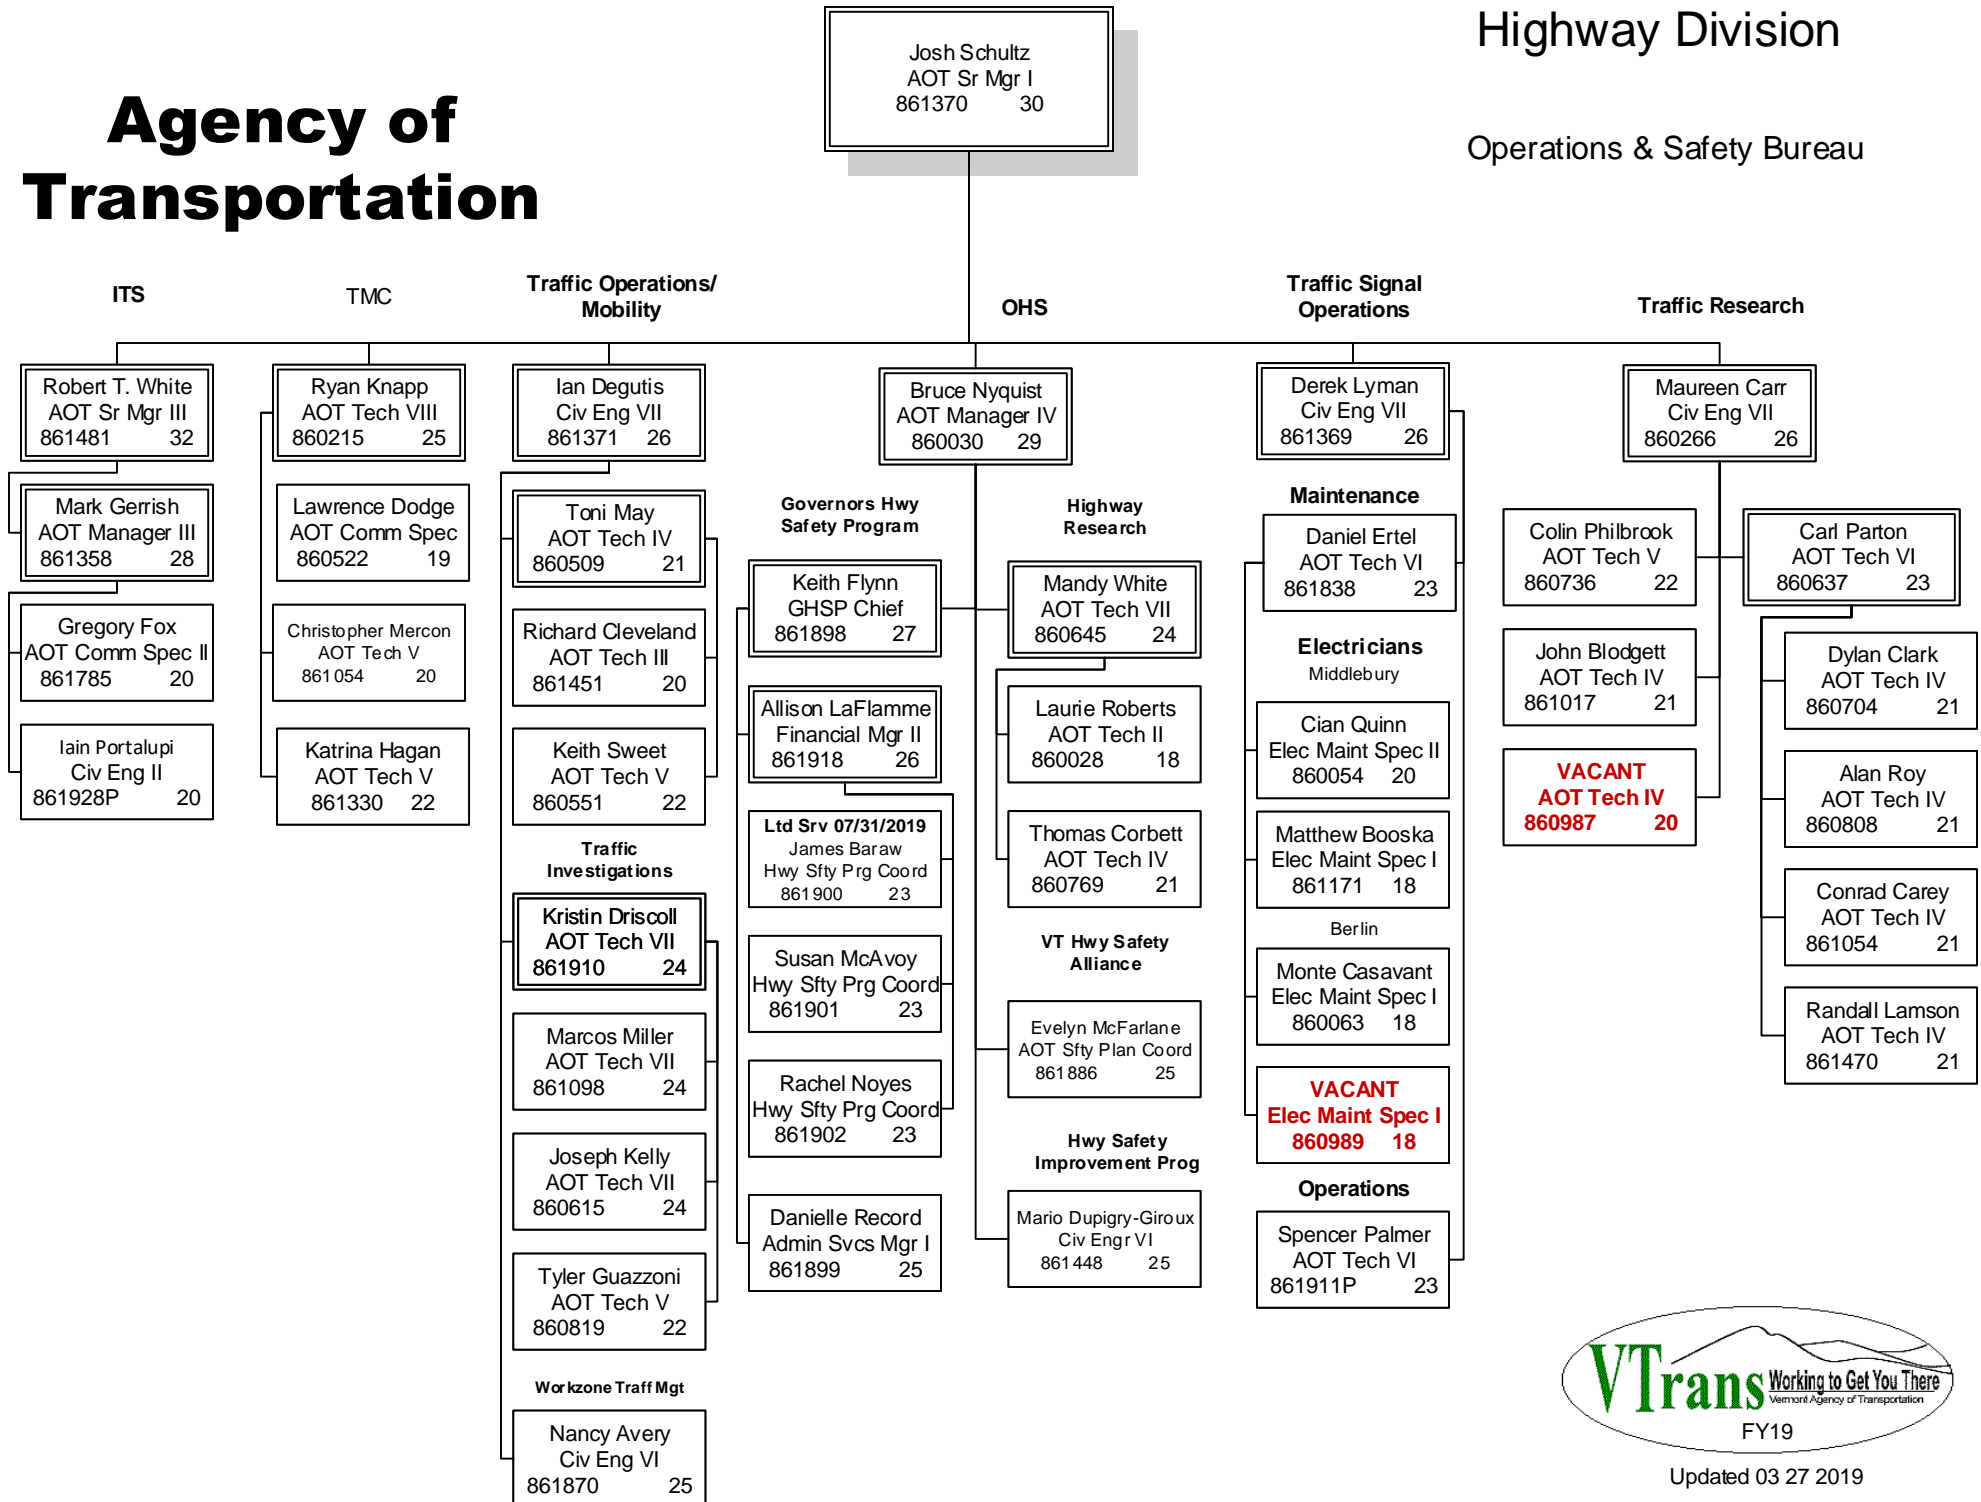 Agency of
Transportation
Josh Schultz
AOT Sr Mgr I
861370 30
Highway Division
Operations & Safety Bureau
ITS
Robert T. White
AOT Sr Mgr III
861481 32
Mark Gerrish
AOT Manager III
861358 28
Gregory Fox
AOT Comm Spec II
861785 20
Iain Portalupi
Civ Eng II
861928P 20
TMC
Ryan Knapp
AOT Tech VIII
860215 25
Lawrence Dodge
AOT Comm Spec
860522 19
Christopher Mercon
AOT Tech V
861054 20
Katrina Hagan
AOT Tech V
861330 22
Traffic Operations/
Mobility
Ian Degutis
Civ Eng VII
861371 26
Toni May
AOT Tech IV
860509 21
Richard Cleveland
AOT Tech III
861451 20
Keith Sweet
AOT Tech V
860551 22
Traffic
Investigations
Kristin Driscoll
AOT Tech VII
861910 24
Marcos Miller
AOT Tech VII
861098 24
Joseph Kelly
AOT Tech VII
860615 24
Tyler Guazzoni
AOT Tech V
860819 22
Workzone Traff Mgt
Nancy Avery
Civ Eng VI
861870 25
OHS
Bruce Nyquist
AOT Manager IV
860030 29
Governors Hwy
Safety Program
Keith Flynn
GHSP Chief
861898 27
Allison LaFlamme
Financial Mgr II
861918 26
Ltd Srv 07/31/2019
James Baraw
Hwy Sfty Prg Coord
861900 23
Susan McAvoy
Hwy Sfty Prg Coord
861901 23
Rachel Noyes
Hwy Sfty Prg Coord
861902 23
Danielle Record
Admin Svcs Mgr I
861899 25
Highway
Research
Mandy White
AOT Tech VII
860645 24
Laurie Roberts
AOT Tech II
860028 18
Thomas Corbett
AOT Tech IV
860769 21
VT Hwy Safety
Alliance
Evelyn McFarlane
AOT Sfty Plan Coord
861886 25
Hwy Safety
Improvement Prog
Mario Dupigry-Giroux
Civ Engr VI
861448 25
Traffic Signal
Operations
Derek Lyman
Civ Eng VII
861369 26
Maintenance
Daniel Ertel
AOT Tech VI
861838 23
Electricians
Middlebury
Cian Quinn
Elec Maint Spec II
860054 20
Matthew Booska
Elec Maint Spec I
861171 18
Berlin
Monte Casavant
Elec Maint Spec I
860063 18
VACANT
Elec Maint Spec I
860989 18
Operations
Spencer Palmer
AOT Tech VI
861911P 23
Traffic Research
Maureen Carr
Civ Eng VII
860266 26
Colin Philbrook
AOT Tech V
860736 22
John Blodgett
AOT Tech IV
861017 21
VACANT
AOT Tech IV
860987 20
Carl Parton
AOT Tech VI
860637 23
Dylan Clark
AOT Tech IV
860704 21
Alan Roy
AOT Tech IV
860808 21
Conrad Carey
AOT Tech IV
861054 21
Randall Lamson
AOT Tech IV
861470 21
VTrans Working to Get You There
Vermont Agency of Transportation
FY19
Updated 03 27 2019